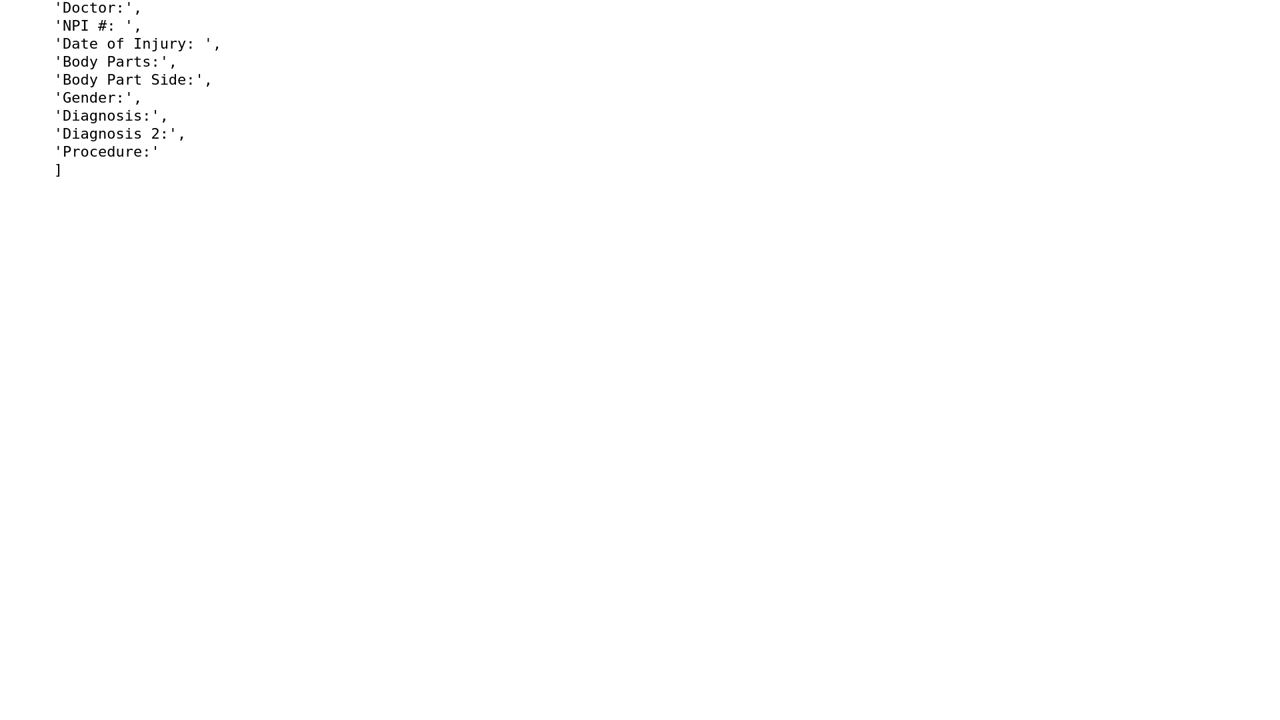 'Doctor:',
'NPI #: ',
'Date of Injury: ',
'Body Parts:',
'Body Part Side:',
'Gender:',
'Diagnosis:',
'Diagnosis 2:',
'Procedure:'
]